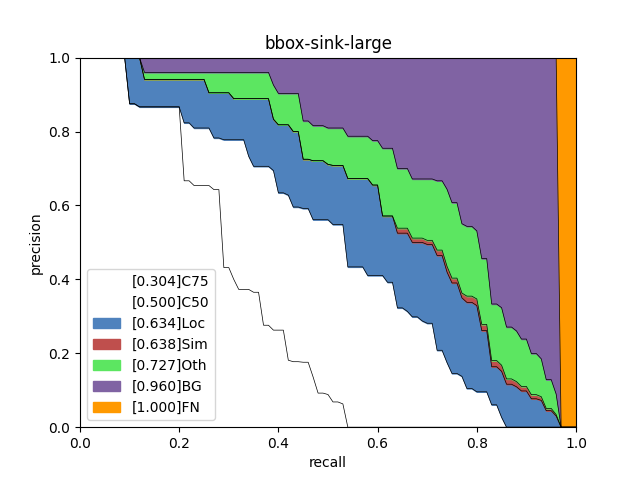 bbox-sink-large
precision
1.0
0.8
0.6
0.4
0.2
0.0
[0.304]C75
[0.500]C50
[0.634]Loc
[0.638]Sim
[0.727]Oth
[0.960]BG
[1.000]FN
0.0 0.2 0.4 0.6 0.8 1.0
recall